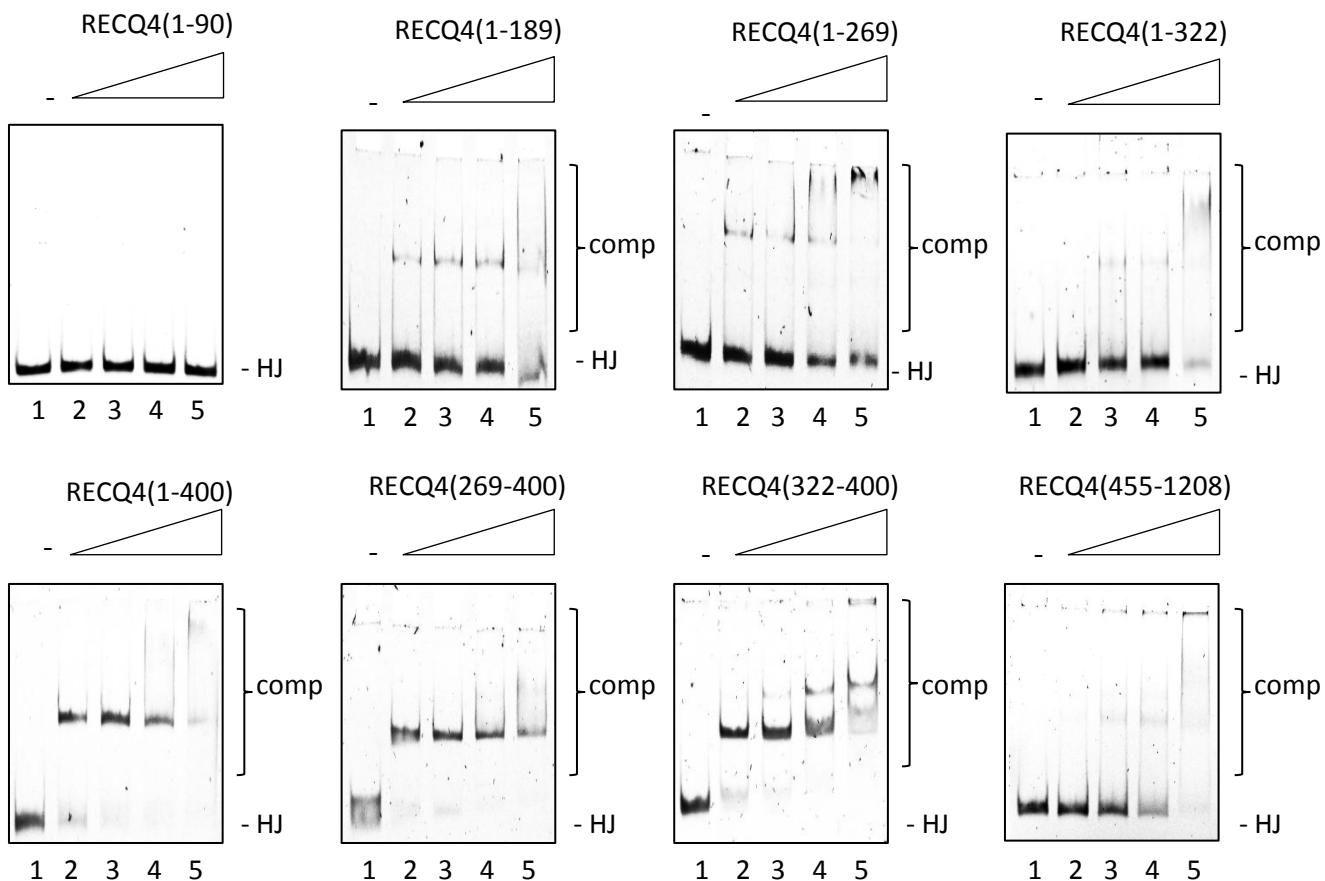 RECQ4(1-90) RECQ4(1-189) RECQ4(1-269) RECQ4(1-322)
- - - -
comp comp comp
- HJ - HJ - HJ - HJ
1 2 3 4 5 1 2 3 4 5 1 2 3 4 5 1 2 3 4 5
RECQ4(1-400) RECQ4(269-400) RECQ4(322-400) RECQ4(455-1208)
- - - -
comp comp comp comp
- HJ - HJ - HJ - HJ
1 2 3 4 5 1 2 3 4 5 1 2 3 4 5 1 2 3 4 5